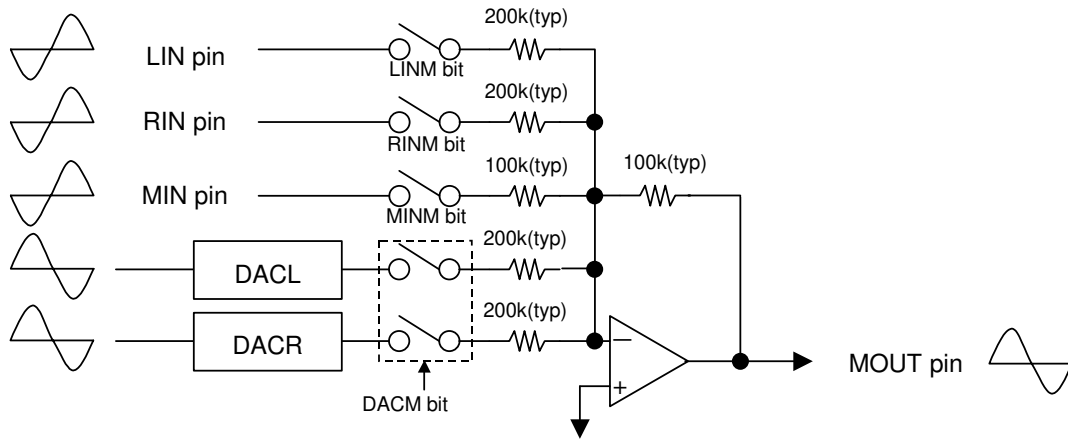 200k(typ)
LIN pin
LINM bit
200k(typ)
RIN pin
RINM bit
100k(typ)
100k(typ)
MIN pin
MINM bit
200k(typ)
DACL
200k(typ)
DACR
−
+
MOUT pin
DACM bit